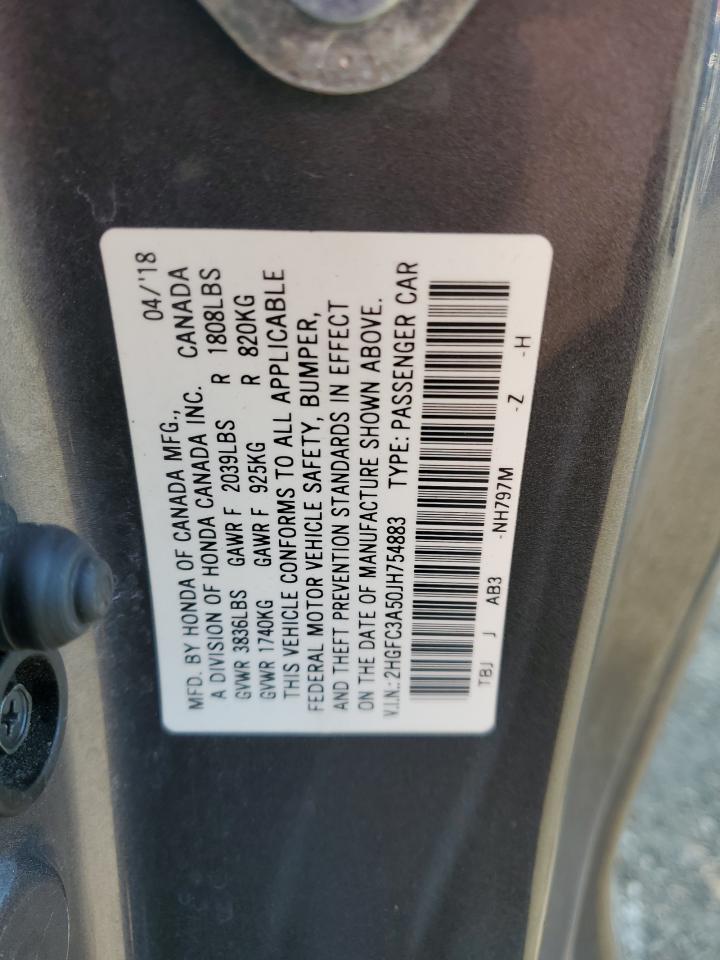 MFD. BY HONDA OF CANADA MFG., 04/'18
A DIVISION OF HONDA CANADA INC. CANADA
GVWR 3836LBS GAWR F 2039LBS R 1808LBS
GVWR 1740KG GAWR F 925KG R 820KG
THIS VEHICLE CONFORMS TO ALL APPLICABLE
FEDERAL MOTOR VEHICLE SAFETY, BUMPER,
AND THEFT PREVENTION STANDARDS IN EFFECT
ON THE DATE OF MANUFACTURE SHOWN ABOVE.
V.I.N.: 2HGFC3A50JH754883 TYPE: PASSENGER CAR
TBJ J AB3 -NH797M -Z -H